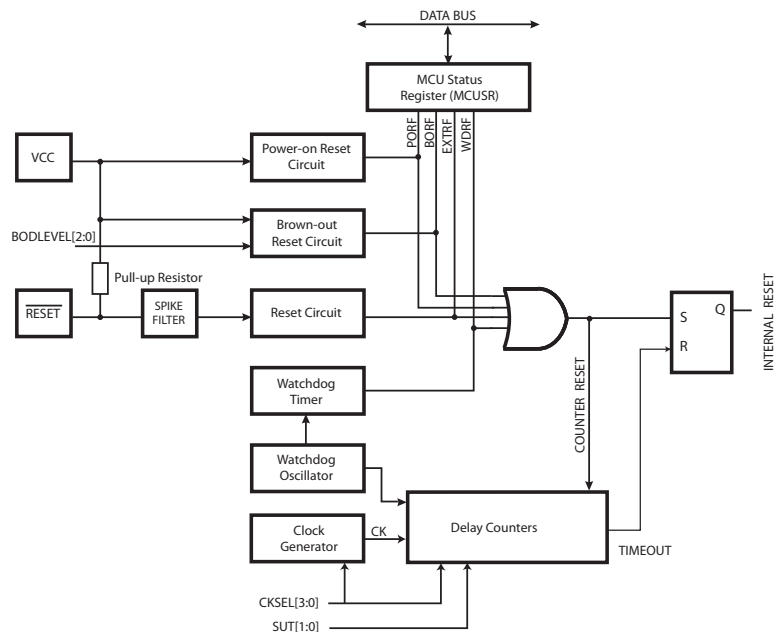 DATA BUS
MCU Status
Register (MCUSR)
PORF
BORF
EXTRF
WDRF
VCC
Power-on Reset
Circuit
BODLEVEL[2:0]
Brown-out
Reset Circuit
Pull-up Resistor
RESET
SPIKE
FILTER
Reset Circuit
S
Q
R
INTERNAL RESET
COUNTER RESET
Watchdog
Timer
Watchdog
Oscillator
Clock
Generator
CK
Delay Counters
TIMEOUT
CKSEL[3:0]
SUT[1:0]